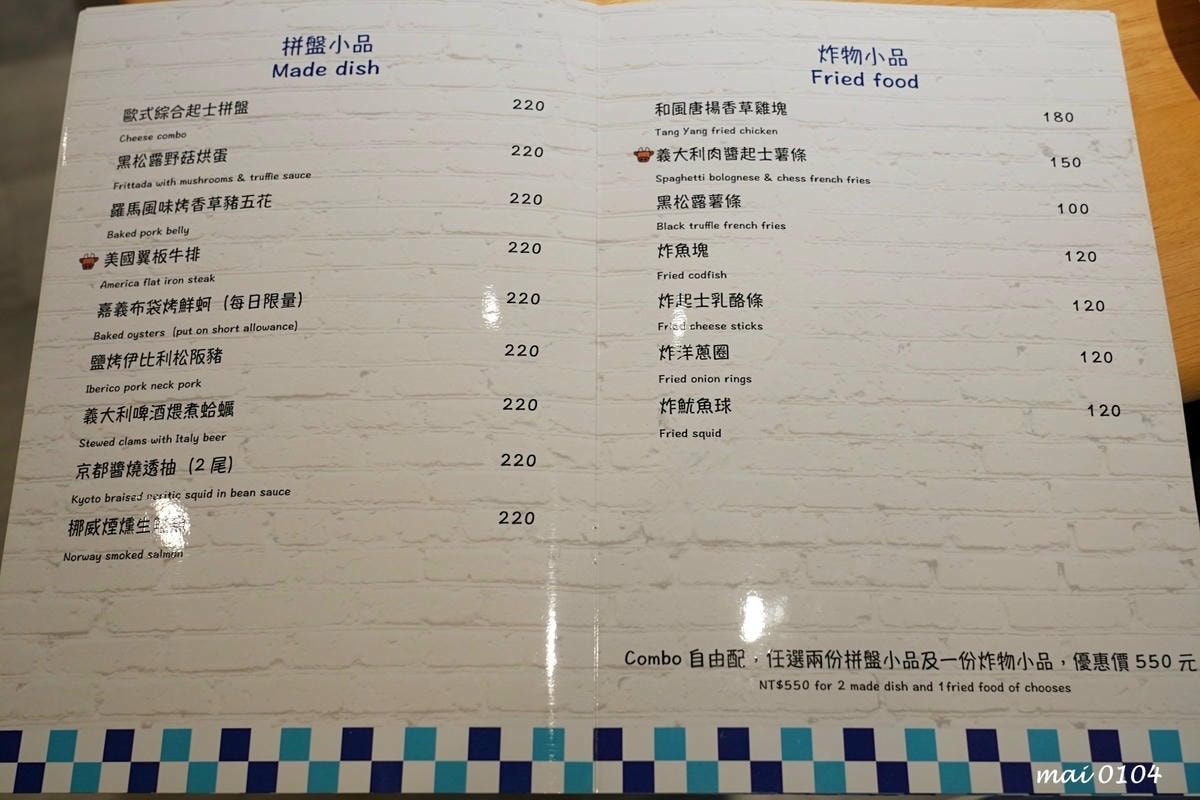 拼盤小品
Made dish
歐式綜合起士拼盤 220
Cheese combo
黑松露野菇烘蛋 220
Frittada with mushrooms & truffle sauce
羅馬風味烤香草豬五花 220
Baked pork belly
美國翼板牛排 220
America flat iron steak
嘉義布袋烤鮮蚵 (每日限量) 220
Baked oysters (put on short allowance)
鹽烤伊比利松阪豬 220
Iberico pork neck pork
義大利啤酒煨煮蛤蠣 220
Stewed clams with Italy beer
京都醬燒透抽 (2 尾) 220
Kyoto braised squid in bean sauce
挪威煙燻生 220
Norway smoked salmon
炸物小品
Fried food
和風唐揚香草雞塊 180
Tang Yang fried chicken
義大利肉醬起士薯條 150
Spaghetti bolognese & chess french fries
黑松露薯條 100
Black truffle french fries
炸魚塊 120
Fried codfish
炸起士乳酪條 120
Fried cheese sticks
炸洋蔥圈 120
Fried onion rings
炸魷魚球 120
Fried squid
Combo 自由配，任選兩份拼盤小品及一份炸物小品，優惠價 550 元
NT$550 for 2 made dish and 1fried food of chooses
mai 0104